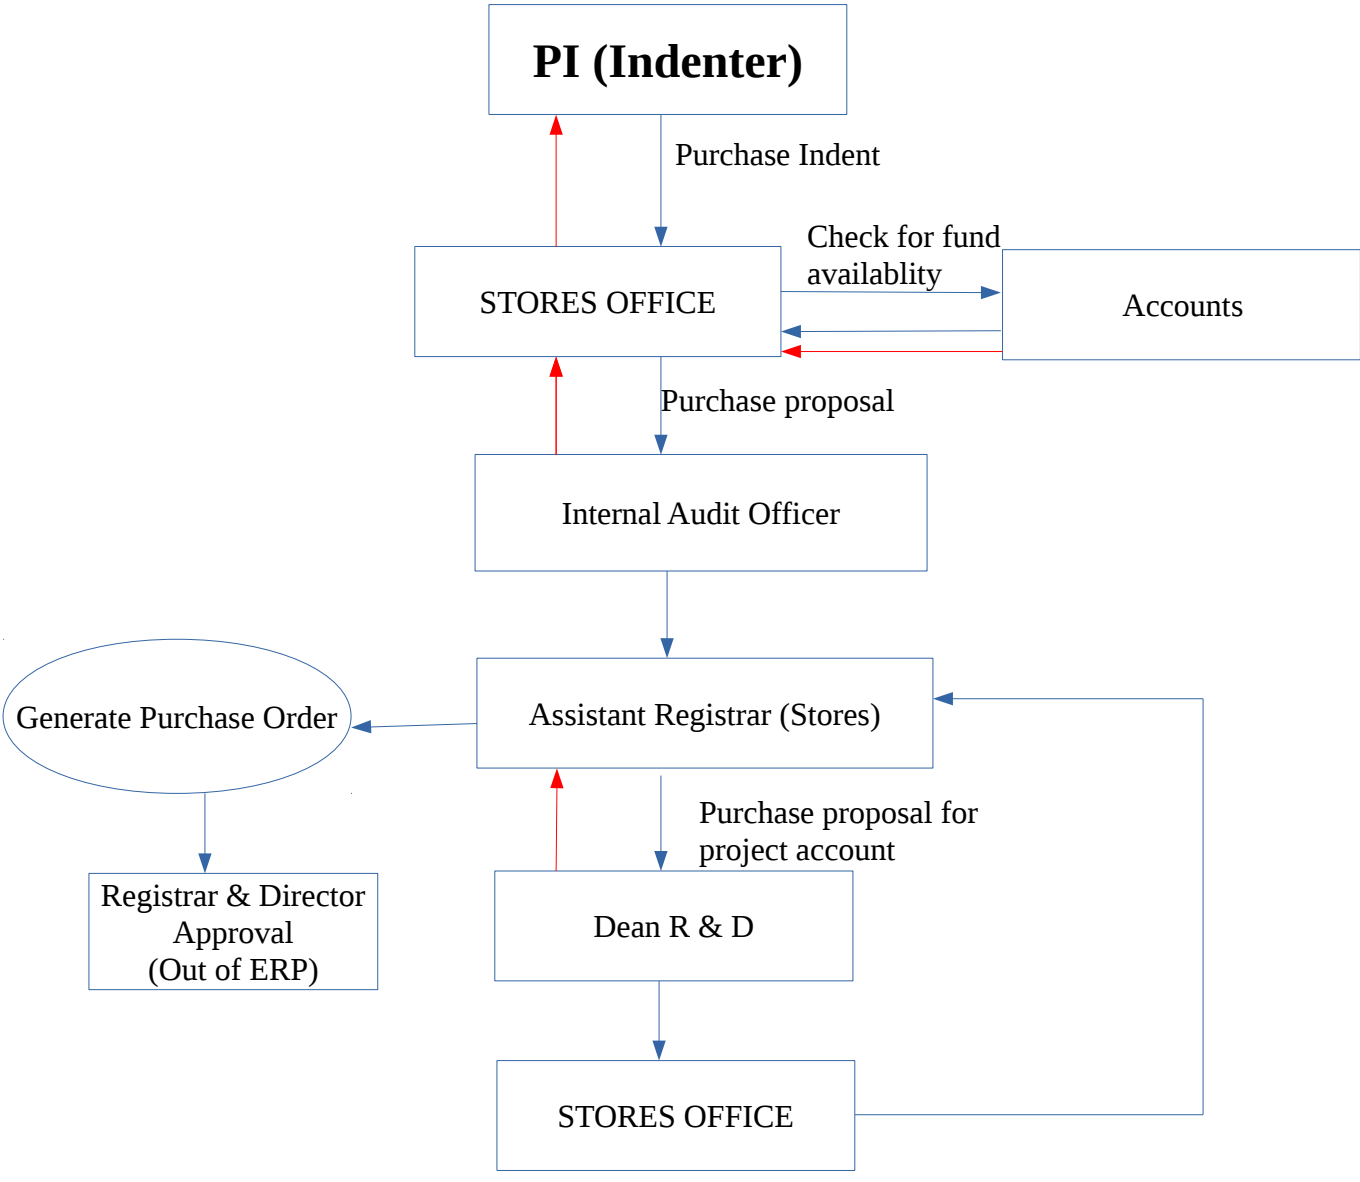 PI (Indenter)
Purchase Indent
Check for fund
availablity
STORES OFFICE
Accounts
Purchase proposal
Internal Audit Officer
Generate Purchase Order
Assistant Registrar (Stores)
Purchase proposal for
project account
Registrar & Director
Approval
(Out of ERP)
Dean R & D
STORES OFFICE